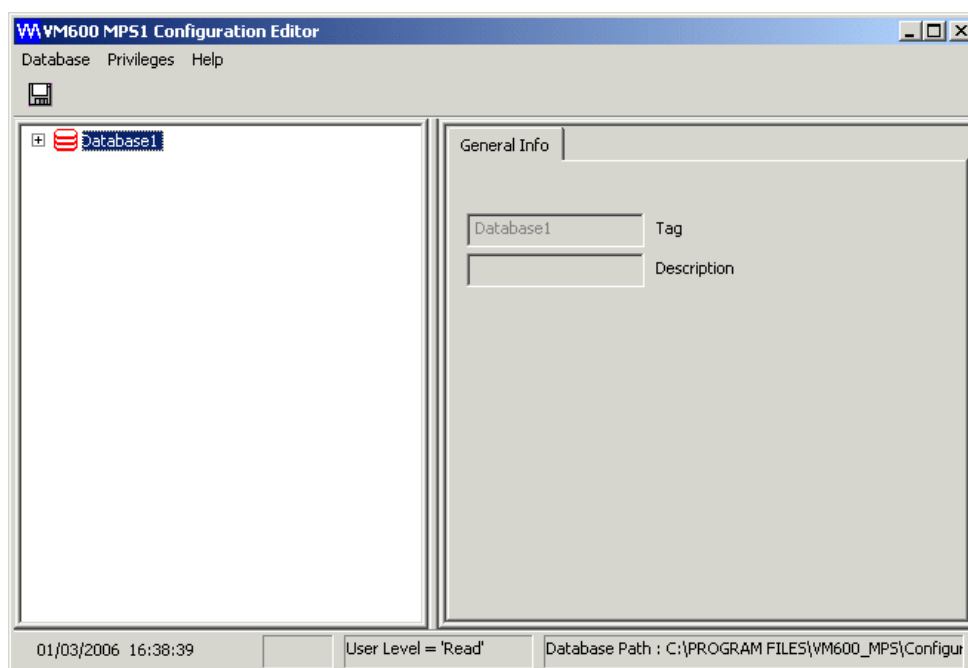 VM600 MPS1 Configuration Editor
Database Privileges Help
Database1
General Info
Database1 Tag
Description
01/03/2006 16:38:39 User Level = 'Read' Database Path : C:\PROGRAM FILES\VM600_MPS\Configur